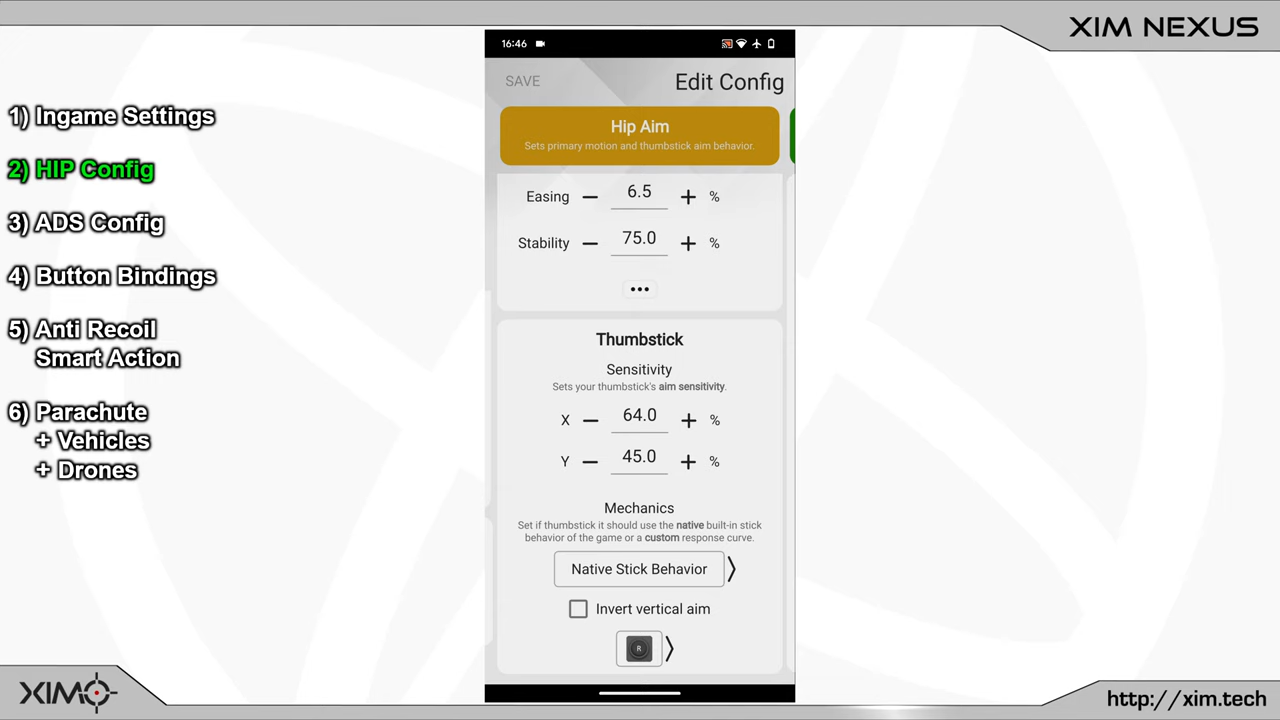 XIM NEXUS
1) Ingame Settings
2) HIP Config
3) ADS Config
4) Button Bindings
5) Anti Recoil
Smart Action
6) Parachute
+ Vehicles
+ Drones
16:46
SAVE
Edit Config
Hip Aim
Sets primary motion and thumbstick aim behavior.
Easing − 6.5 + %
Stability − 75.0 + %
•••
Thumbstick
Sensitivity
Sets your thumbstick's aim sensitivity.
X − 64.0 + %
Y − 45.0 + %
Mechanics
Set if thumbstick it should use the native built-in stick
behavior of the game or a custom response curve.
Native Stick Behavior
Invert vertical aim
R
XIM
http://xim.tech